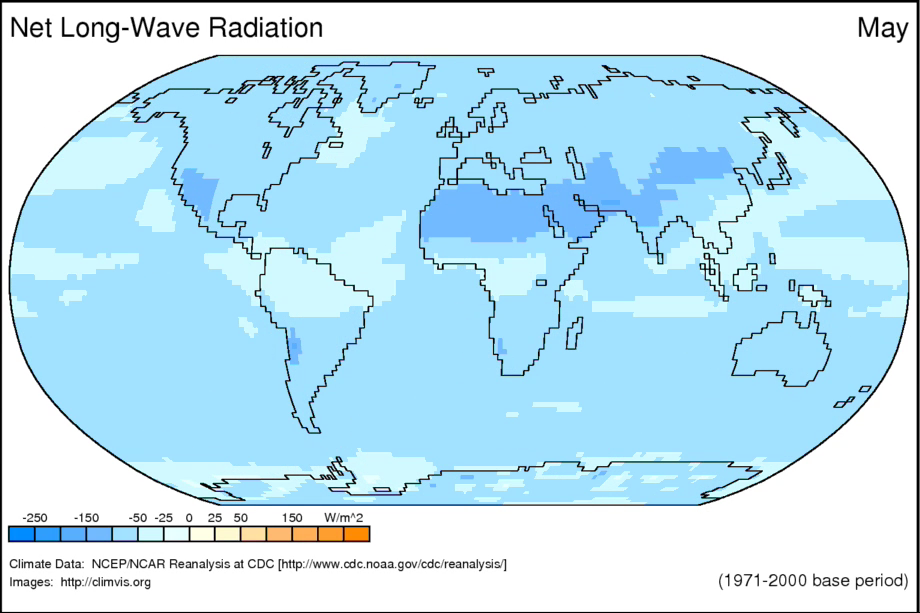 Net Long-Wave Radiation May
-250 -150 -50 -25 0 25 50 150 W/m^2
Climate Data: NCEP/NCAR Reanalysis at CDC [http://www.cdc.noaa.gov/cdc/reanalysis/]
Images: http://climvis.org (1971-2000 base period)